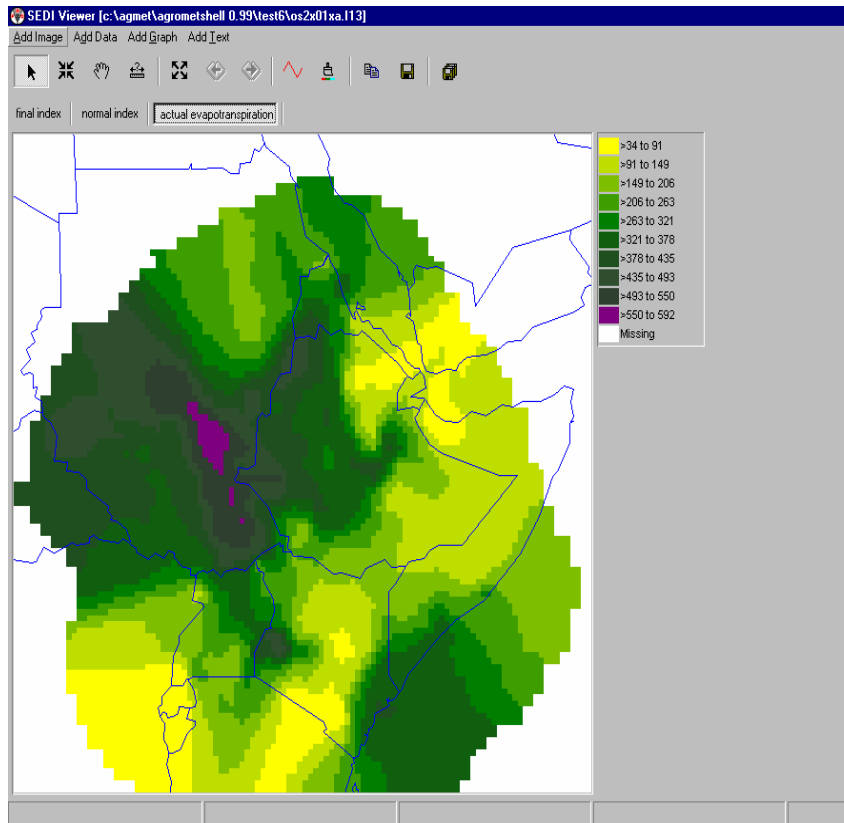 SEDI Viewer [c:\agmet\agrometshell 0.99\test6\os2x01xa.l13]
Add Image Add Data Add Graph Add Text
final index normal index actual evapotranspiration
>34 to 91
>91 to 149
>149 to 206
>206 to 263
>263 to 321
>321 to 378
>378 to 435
>435 to 493
>493 to 550
>550 to 592
Missing